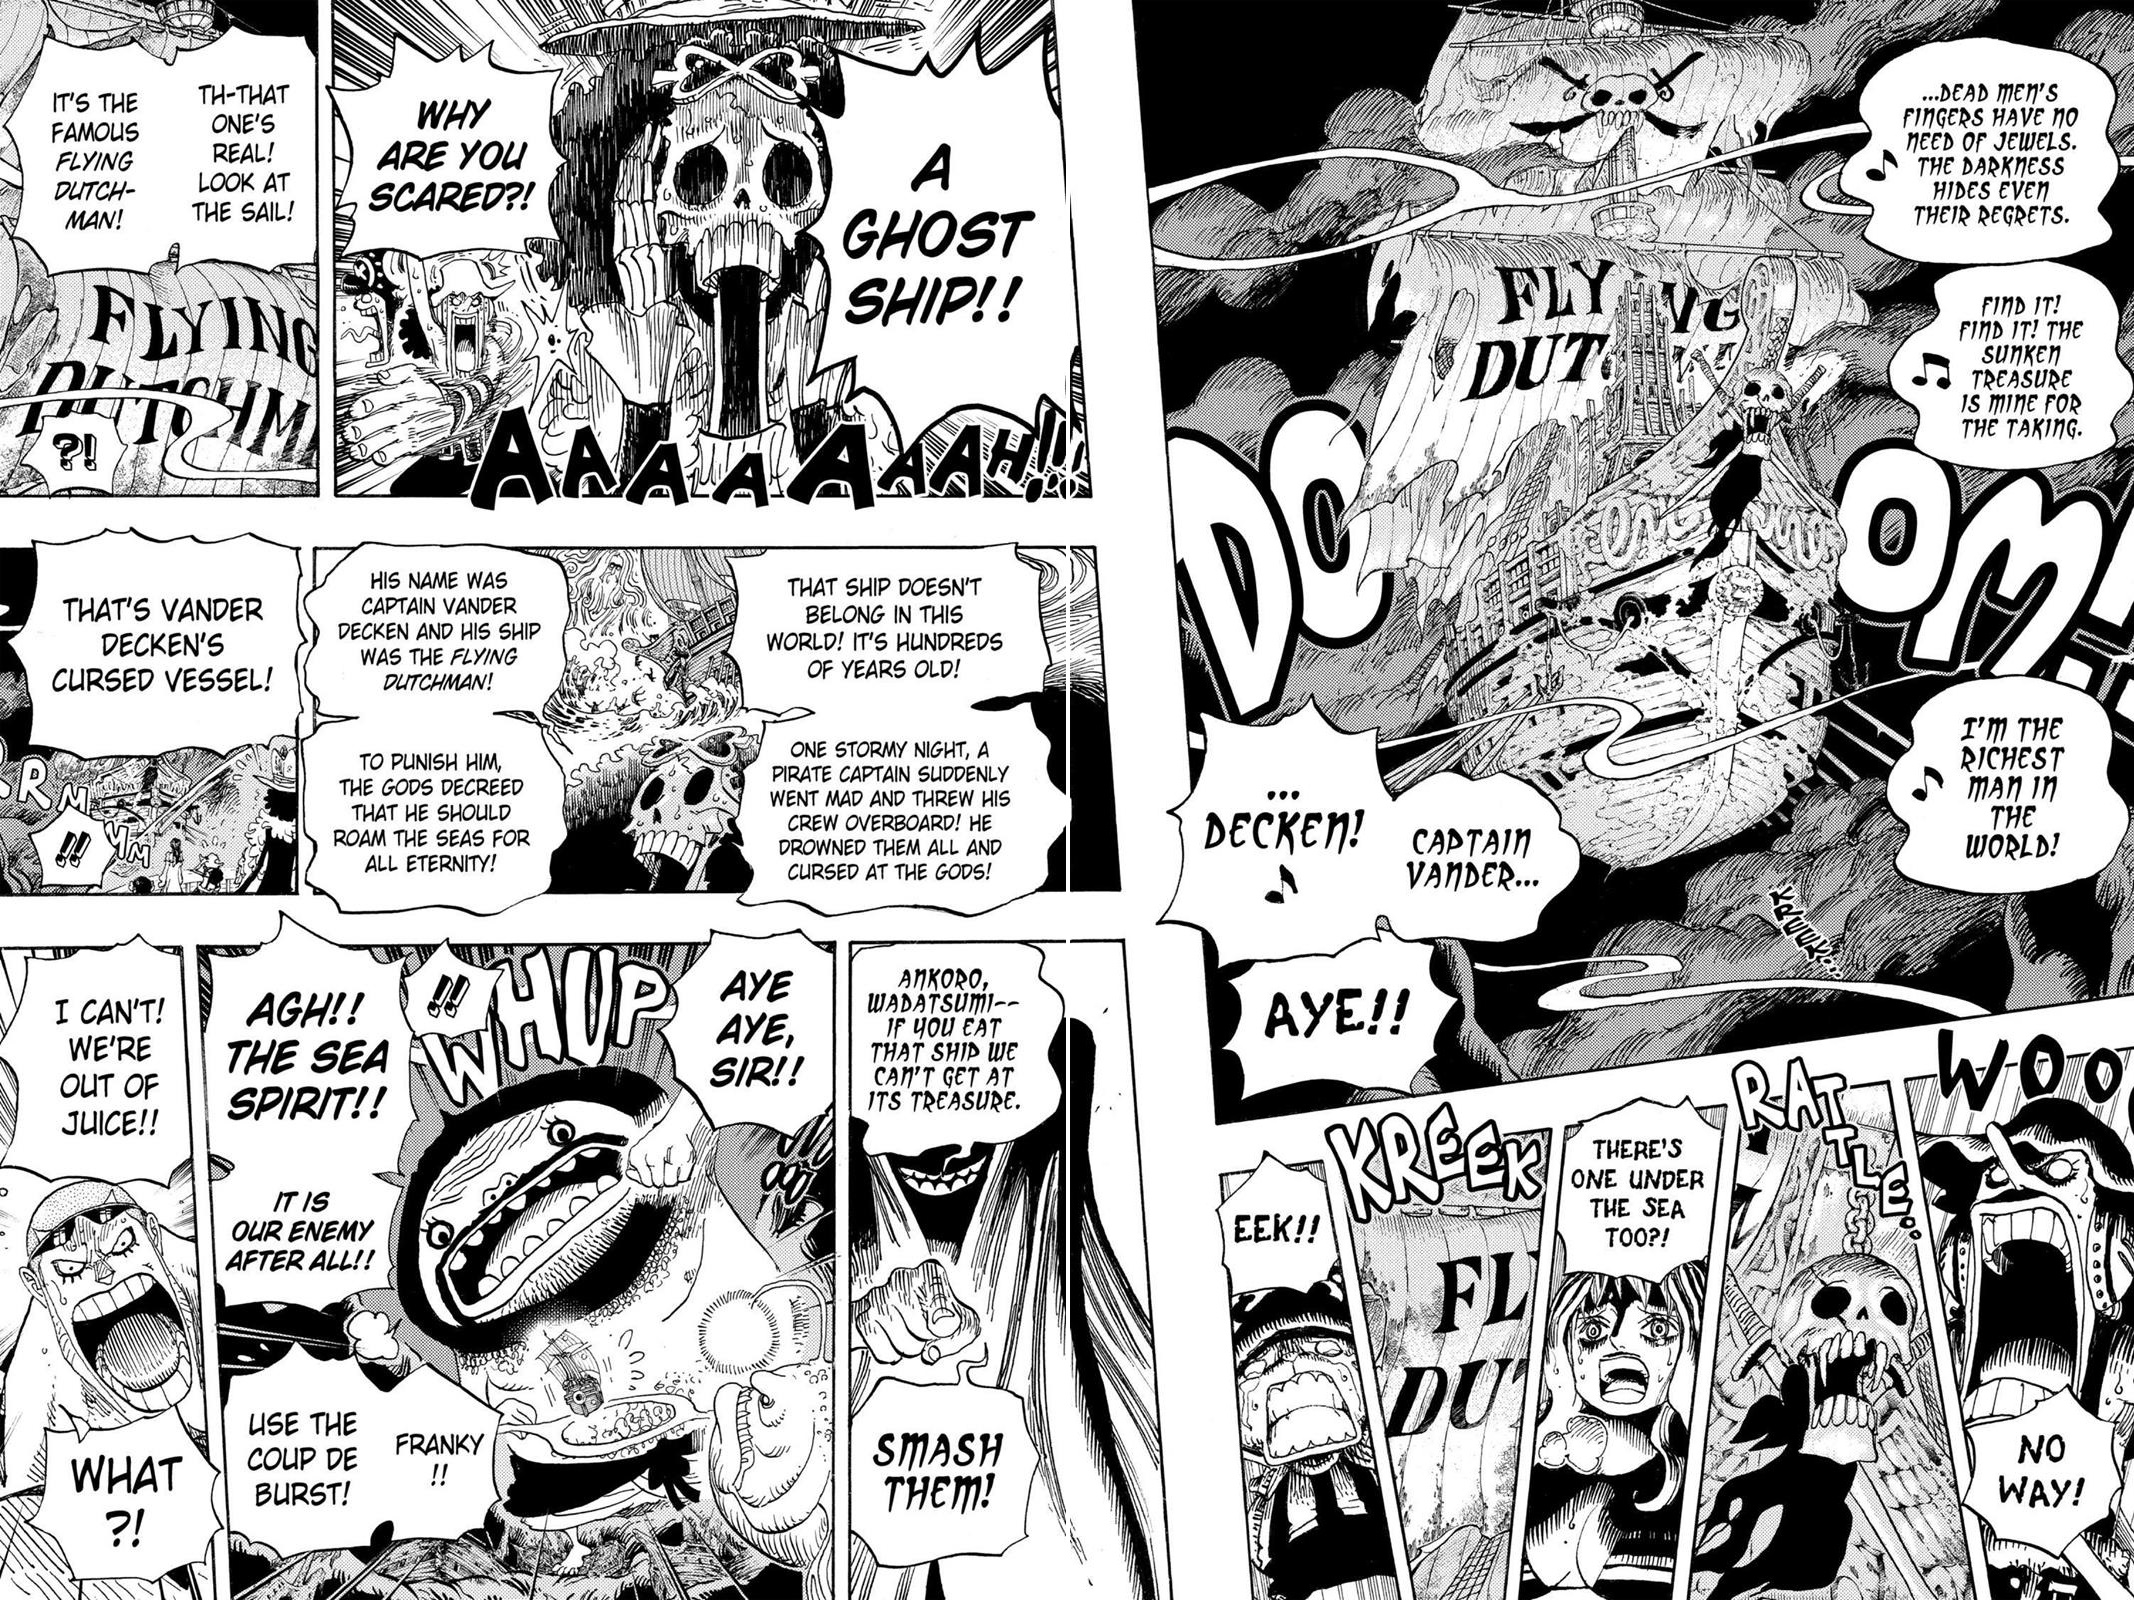 ...DEAD MEN'S
FINGERS HAVE NO
NEED OF JEWELS.
THE DARKNESS
HIDES EVEN
THEIR REGRETS.
FIND IT!
FIND IT! THE
SUNKEN
TREASURE
IS MINE FOR
THE TAKING.
FLYING
DUT
DOOM
I'M THE
RICHEST
MAN IN
THE
WORLD!
CAPTAIN
VANDER...
...
DECKEN!
KREEK...
AYE!!
WOO
NO
WAY!
RATTLE...
THERE'S
ONE UNDER
THE SEA
TOO?!
KREEK
FL
DUT
EEK!!
A
GHOST
SHIP!!
WHY
ARE YOU
SCARED?!
AAAAAAAAH!!!
TH-THAT
ONE'S
REAL!
LOOK AT
THE SAIL!
IT'S THE
FAMOUS
FLYING
DUTCH-
MAN!
FLYING
DUTCHM
?!
THAT SHIP DOESN'T
BELONG IN THIS
WORLD! IT'S HUNDREDS
OF YEARS OLD!
ONE STORMY NIGHT, A
PIRATE CAPTAIN SUDDENLY
WENT MAD AND THREW HIS
CREW OVERBOARD! HE
DROWNED THEM ALL AND
CURSED AT THE GODS!
HIS NAME WAS
CAPTAIN VANDER
DECKEN AND HIS SHIP
WAS THE FLYING
DUTCHMAN!
TO PUNISH HIM,
THE GODS DECREED
THAT HE SHOULD
ROAM THE SEAS FOR
ALL ETERNITY!
THAT'S VANDER
DECKEN'S
CURSED VESSEL!
!!
ANKORO,
WADATSUMI--
IF YOU EAT
THAT SHIP WE
CAN'T GET AT
ITS TREASURE.
SMASH
THEM!
AYE
AYE,
SIR!!
WHUP
!!
AGH!!
THE SEA
SPIRIT!!
IT IS
OUR ENEMY
AFTER ALL!!
FRANKY
!!
USE THE
COUP DE
BURST!
I CAN'T!
WE'RE
OUT OF
JUICE!!
WHAT
?!